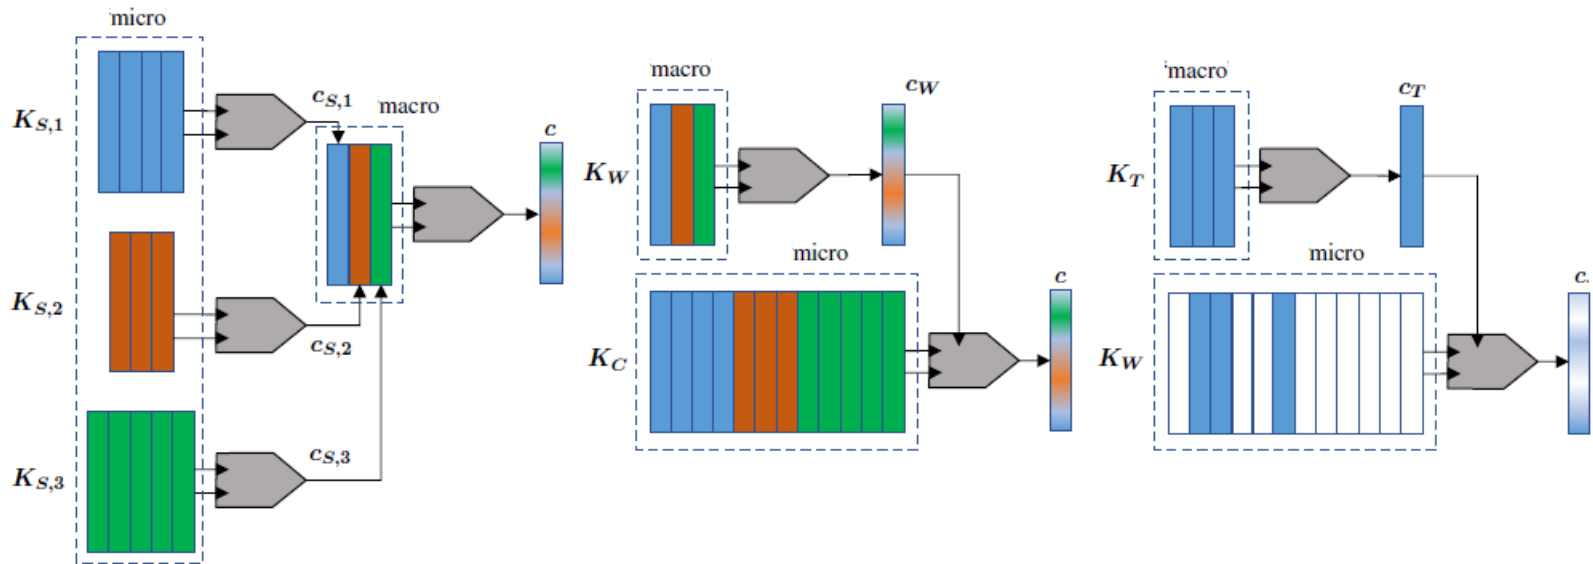 micro
K_{S,1}
c_{S,1}
macro
c
K_{S,2}
c_{S,2}
K_{S,3}
c_{S,3}
macro
K_W
c_W
micro
K_C
c
macro
K_T
c_T
micro
K_W
c.